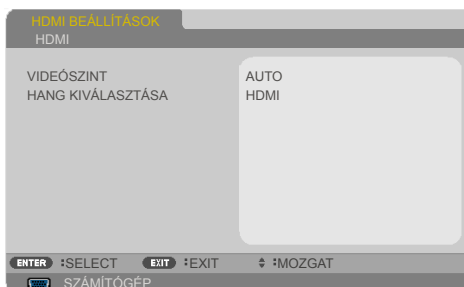 HDMI BEÁLLÍTÁSOK
HDMI
VIDEÓSZINT AUTO
HANG KIVÁLASZTÁSA HDMI
ENTER :SELECT EXIT :EXIT :MOZGAT
SZÁMÍTÓGÉP